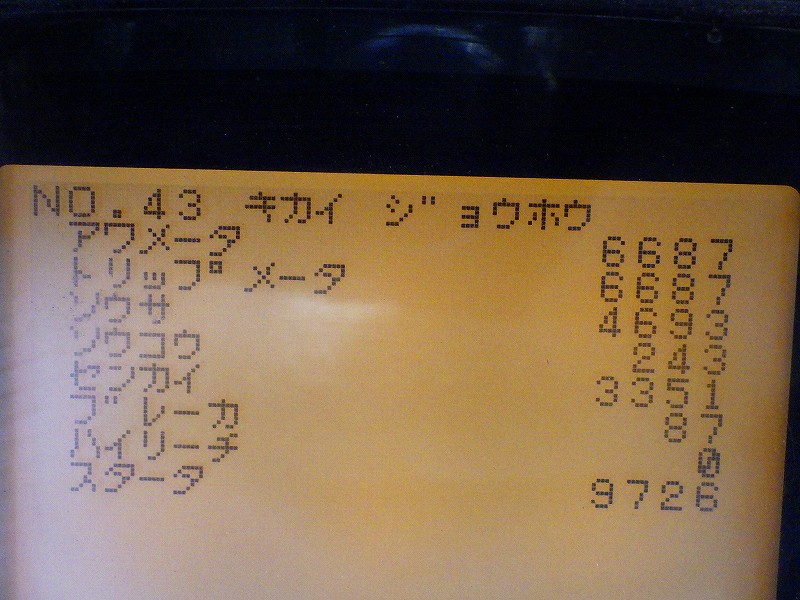 NO.43 キカイ ジョウホウ
アワメータ 6687
トリップ メータ 6687
ソウサ 4693
ソウコウ 243
センカイ 3351
ブレーカ 87
ハイリーチ 0
スタータ 9726